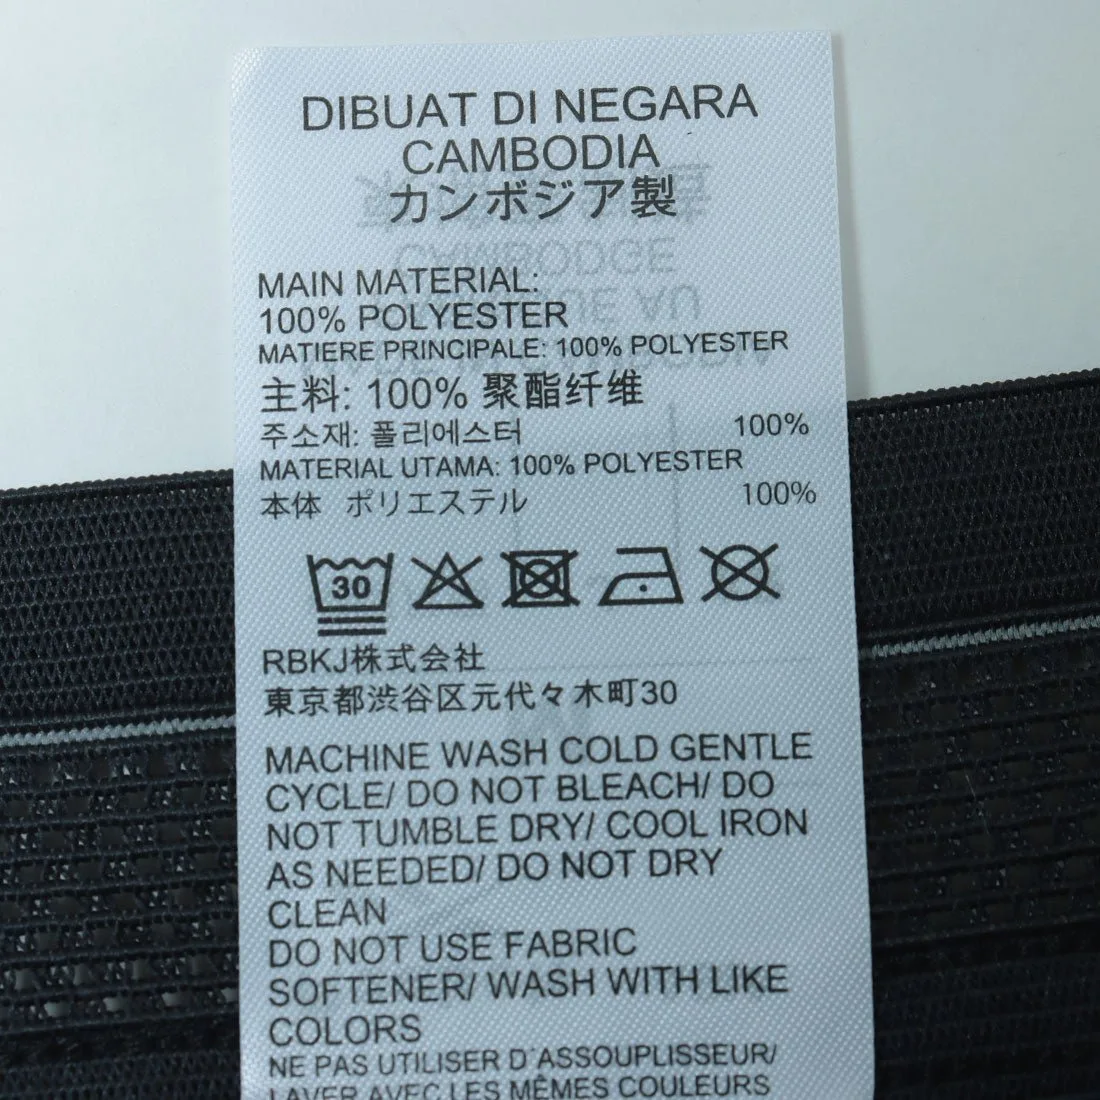 DIBUAT DI NEGARA
CAMBODIA
カンボジア製
MAIN MATERIAL:
100% POLYESTER
MATIERE PRINCIPALE: 100% POLYESTER
主料: 100% 聚酯纤维
주소재: 폴리에스터 100%
MATERIAL UTAMA: 100% POLYESTER
本体 ポリエステル 100%
30
RBKJ株式会社
東京都渋谷区元代々木町30
MACHINE WASH COLD GENTLE
CYCLE/ DO NOT BLEACH/ DO
NOT TUMBLE DRY/ COOL IRON
AS NEEDED/ DO NOT DRY
CLEAN
DO NOT USE FABRIC
SOFTENER/ WASH WITH LIKE
COLORS
NE PAS UTILISER D'ASSOUPLISSEUR/
LAVER AVEC LES MÊMES COULEURS